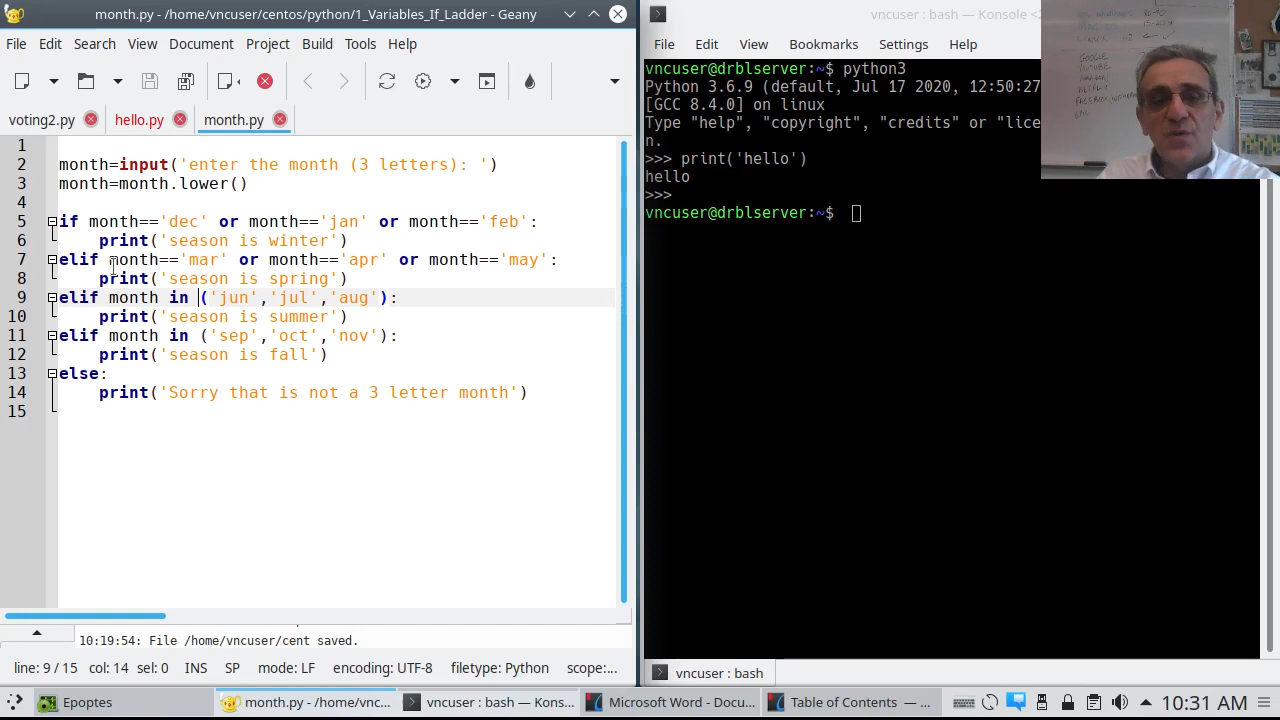 month.py - /home/vncuser/centos/python/1_Variables_If_Ladder - Geany
File Edit Search View Document Project Build Tools Help
voting2.py hello.py month.py
1
2 month=input('enter the month (3 letters): ')
3 month=month.lower()
4
5 if month=='dec' or month=='jan' or month=='feb':
6 print('season is winter')
7 elif month=='mar' or month=='apr' or month=='may':
8 print('season is spring')
9 elif month in ('jun','jul','aug'):
10 print('season is summer')
11 elif month in ('sep','oct','nov'):
12 print('season is fall')
13 else:
14 print('Sorry that is not a 3 letter month')
15
10:19:54: File /home/vncuser/cent saved.
line: 9 / 15 col: 14 sel: 0 INS SP mode: LF encoding: UTF-8 filetype: Python scope:...
vncuser : bash — Konsole <2
File Edit View Bookmarks Settings Help
vncuser@drblserver:~$ python3
Python 3.6.9 (default, Jul 17 2020, 12:50:27
[GCC 8.4.0] on linux
Type "help", "copyright", "credits" or "lice
n.
>>> print('hello')
hello
>>>
vncuser@drblserver:~$
GOOGLE
YOUTUBE
AMAZON
NETFLIX
vncuser : bash
Epoptes
month.py - /home/vnc...
vncuser : bash — Kons...
Microsoft Word - Docu...
Table of Contents — ...
10:31 AM